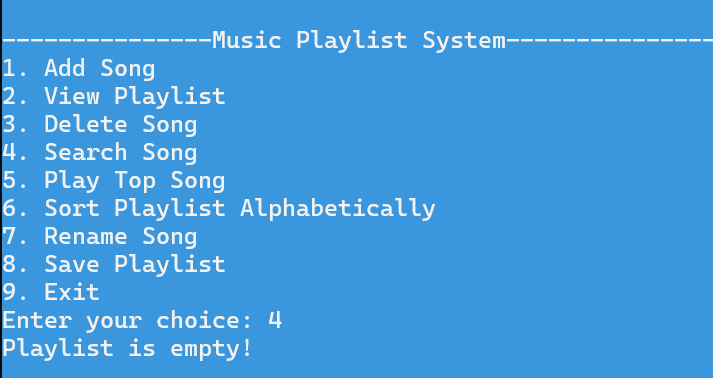 ---------------Music Playlist System---------------
1. Add Song
2. View Playlist
3. Delete Song
4. Search Song
5. Play Top Song
6. Sort Playlist Alphabetically
7. Rename Song
8. Save Playlist
9. Exit
Enter your choice: 4
Playlist is empty!